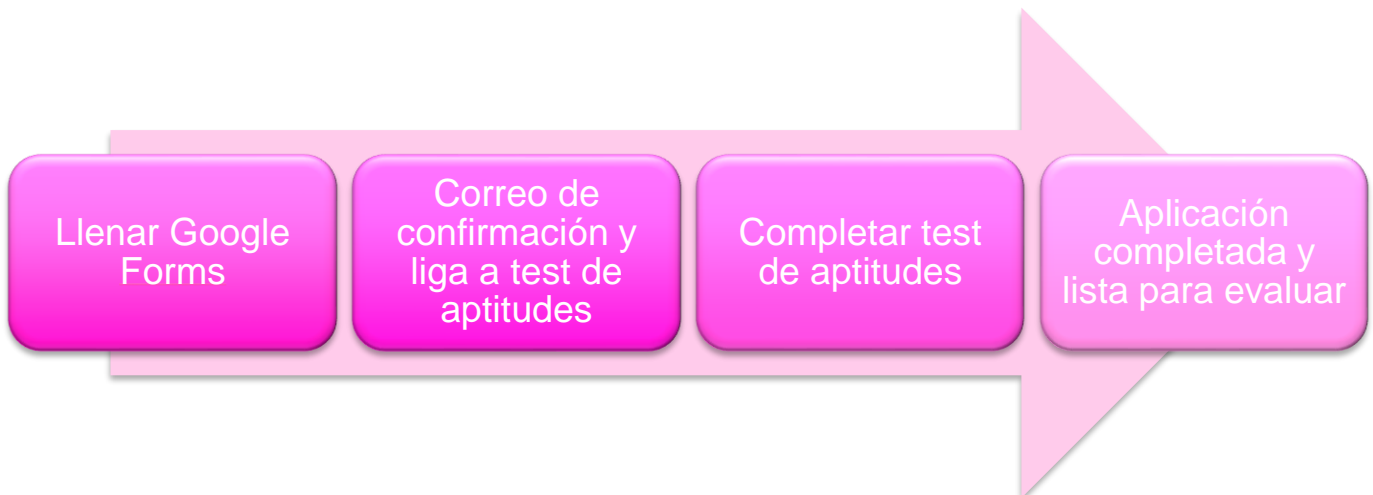 Llenar Google
Forms
Correo de
confirmación y
liga a test de
aptitudes
Completar test
de aptitudes
Aplicación
completada y
lista para evaluar